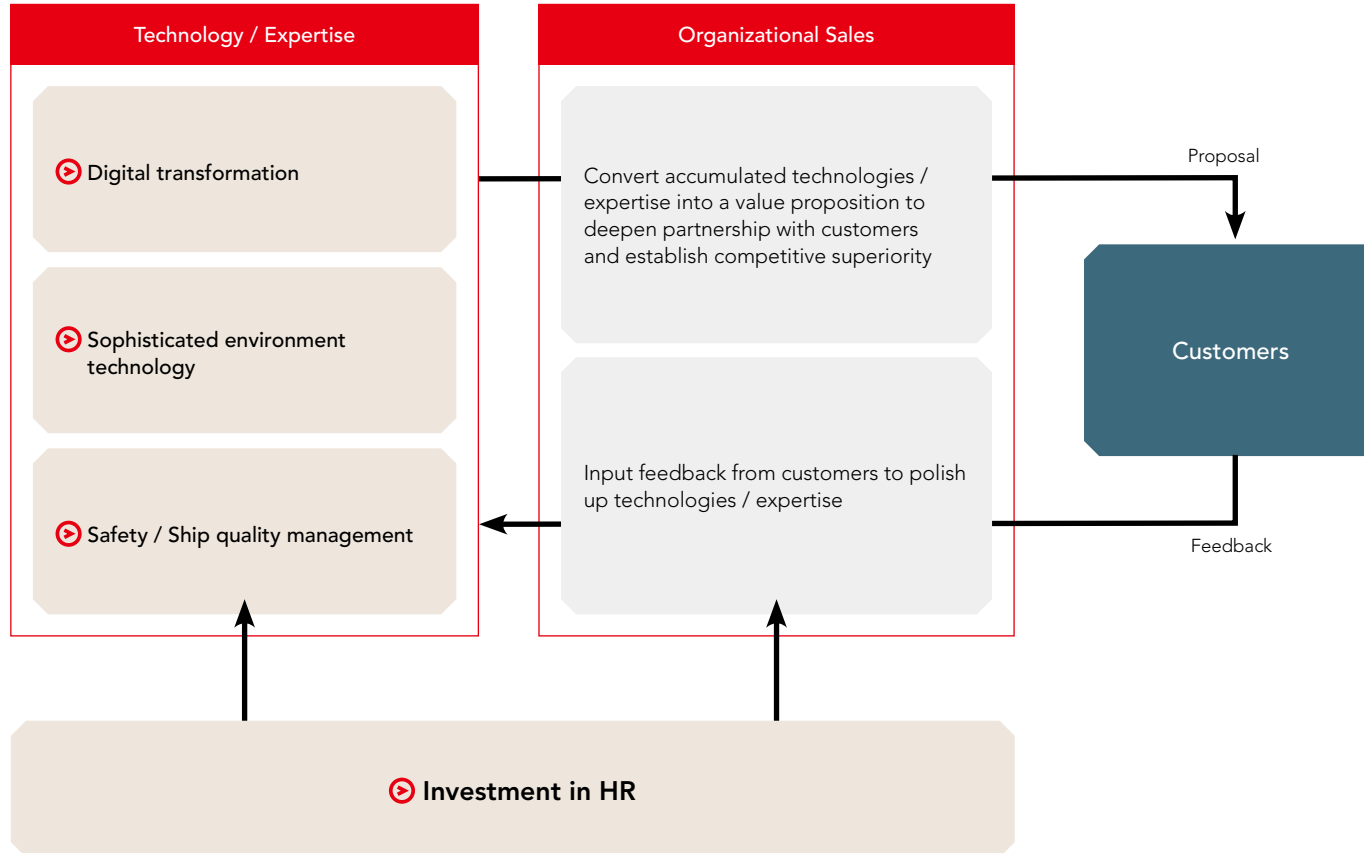 Technology / Expertise
Digital transformation
Sophisticated environment
technology
Safety / Ship quality management
Organizational Sales
Convert accumulated technologies /
expertise into a value proposition to
deepen partnership with customers
and establish competitive superiority
Input feedback from customers to polish
up technologies / expertise
Proposal
Customers
Feedback
Investment in HR